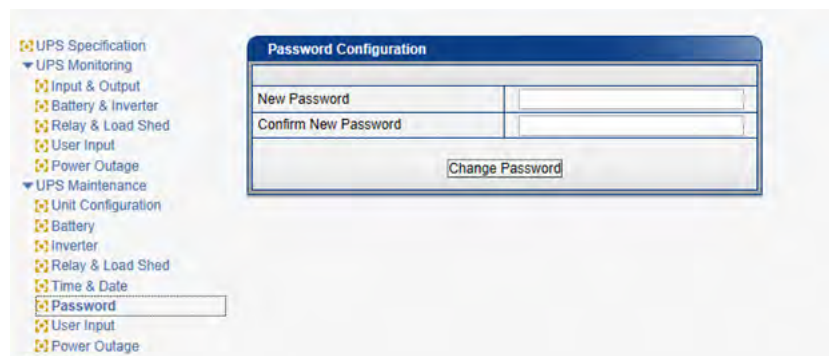 UPS Specification
UPS Monitoring
Input & Output
Battery & Inverter
Relay & Load Shed
User Input
Power Outage
UPS Maintenance
Unit Configuration
Battery
Inverter
Relay & Load Shed
Time & Date
Password
User Input
Power Outage
Password Configuration
New Password
Confirm New Password
Change Password